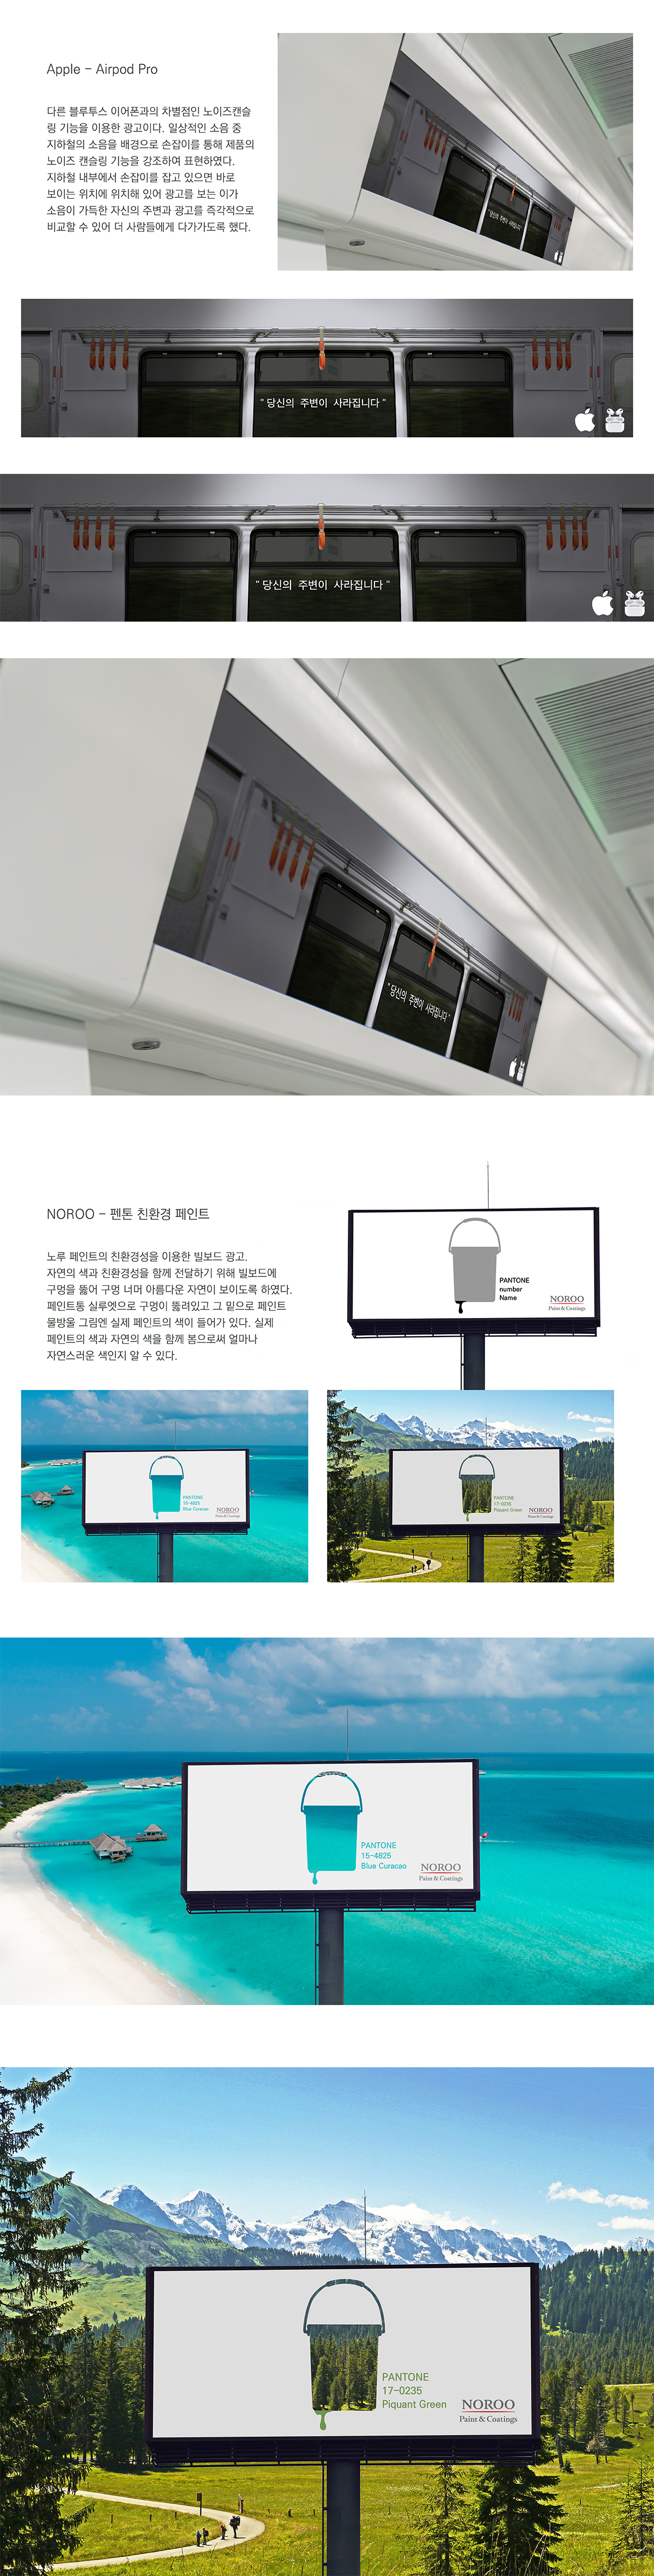 Apple - Airpod Pro
다른 블루투스 이어폰과의 차별점인 노이즈캔슬
링 기능을 이용한 광고이다. 일상적인 소음 중
지하철의 소음을 배경으로 손잡이를 통해 제품의
노이즈 캔슬링 기능을 강조하여 표현하였다.
지하철 내부에서 손잡이를 잡고 있으면 바로
보이는 위치에 위치해 있어 광고를 보는 이가
소음이 가득한 자신의 주변과 광고를 즉각적으로
비교할 수 있어 더 사람들에게 다가가도록 했다.
"당신의 주변이 사라집니다"
"당신의 주변이 사라집니다"
"당신의 주변이 사라집니다"
"당신의 주변이 사라집니다"
NOROO - 펜톤 친환경 페인트
노루 페인트의 친환경성을 이용한 빌보드 광고.
자연의 색과 친환경성을 함께 전달하기 위해 빌보드에
구멍을 뚫어 구멍 너머 아름다운 자연이 보이도록 하였다.
페인트통 실루엣으로 구멍이 뚫려있고 그 밑으로 페인트
물방울 그림엔 실제 페인트의 색이 들어가 있다. 실제
페인트의 색과 자연의 색을 함께 봄으로써 얼마나
자연스러운 색인지 알 수 있다.
PANTONE
number
Name
NOROO
Paint & Coatings
PANTONE
15-4825
Blue Curacao
NOROO
Paint & Coatings
PANTONE
17-0235
Piquant Green
NOROO
Paint & Coatings
PANTONE
15-4825
Blue Curacao
NOROO
Paint & Coatings
PANTONE
17-0235
Piquant Green
NOROO
Paint & Coatings